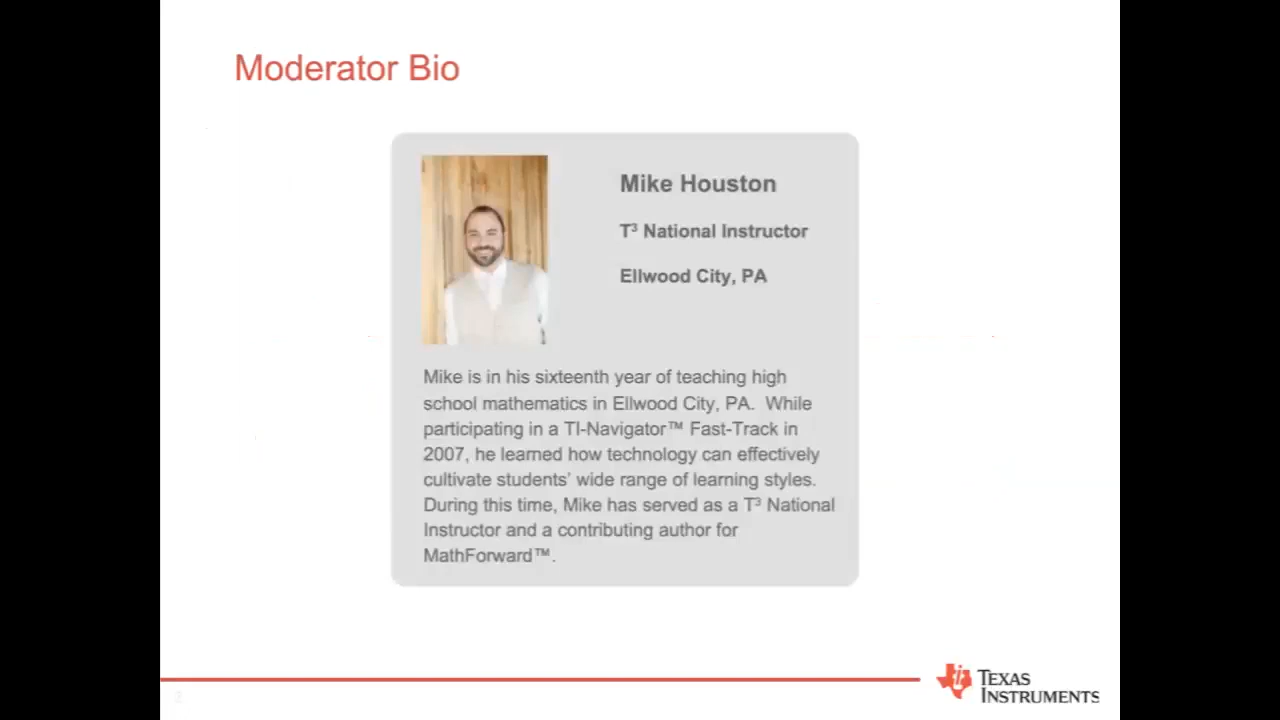 Moderator Bio
Mike Houston
T³ National Instructor
Ellwood City, PA
Mike is in his sixteenth year of teaching high
school mathematics in Ellwood City, PA.  While
participating in a TI-Navigator™ Fast-Track in
2007, he learned how technology can effectively
cultivate students’ wide range of learning styles.
During this time, Mike has served as a T³ National
Instructor and a contributing author for
MathForward™.
TEXAS
INSTRUMENTS